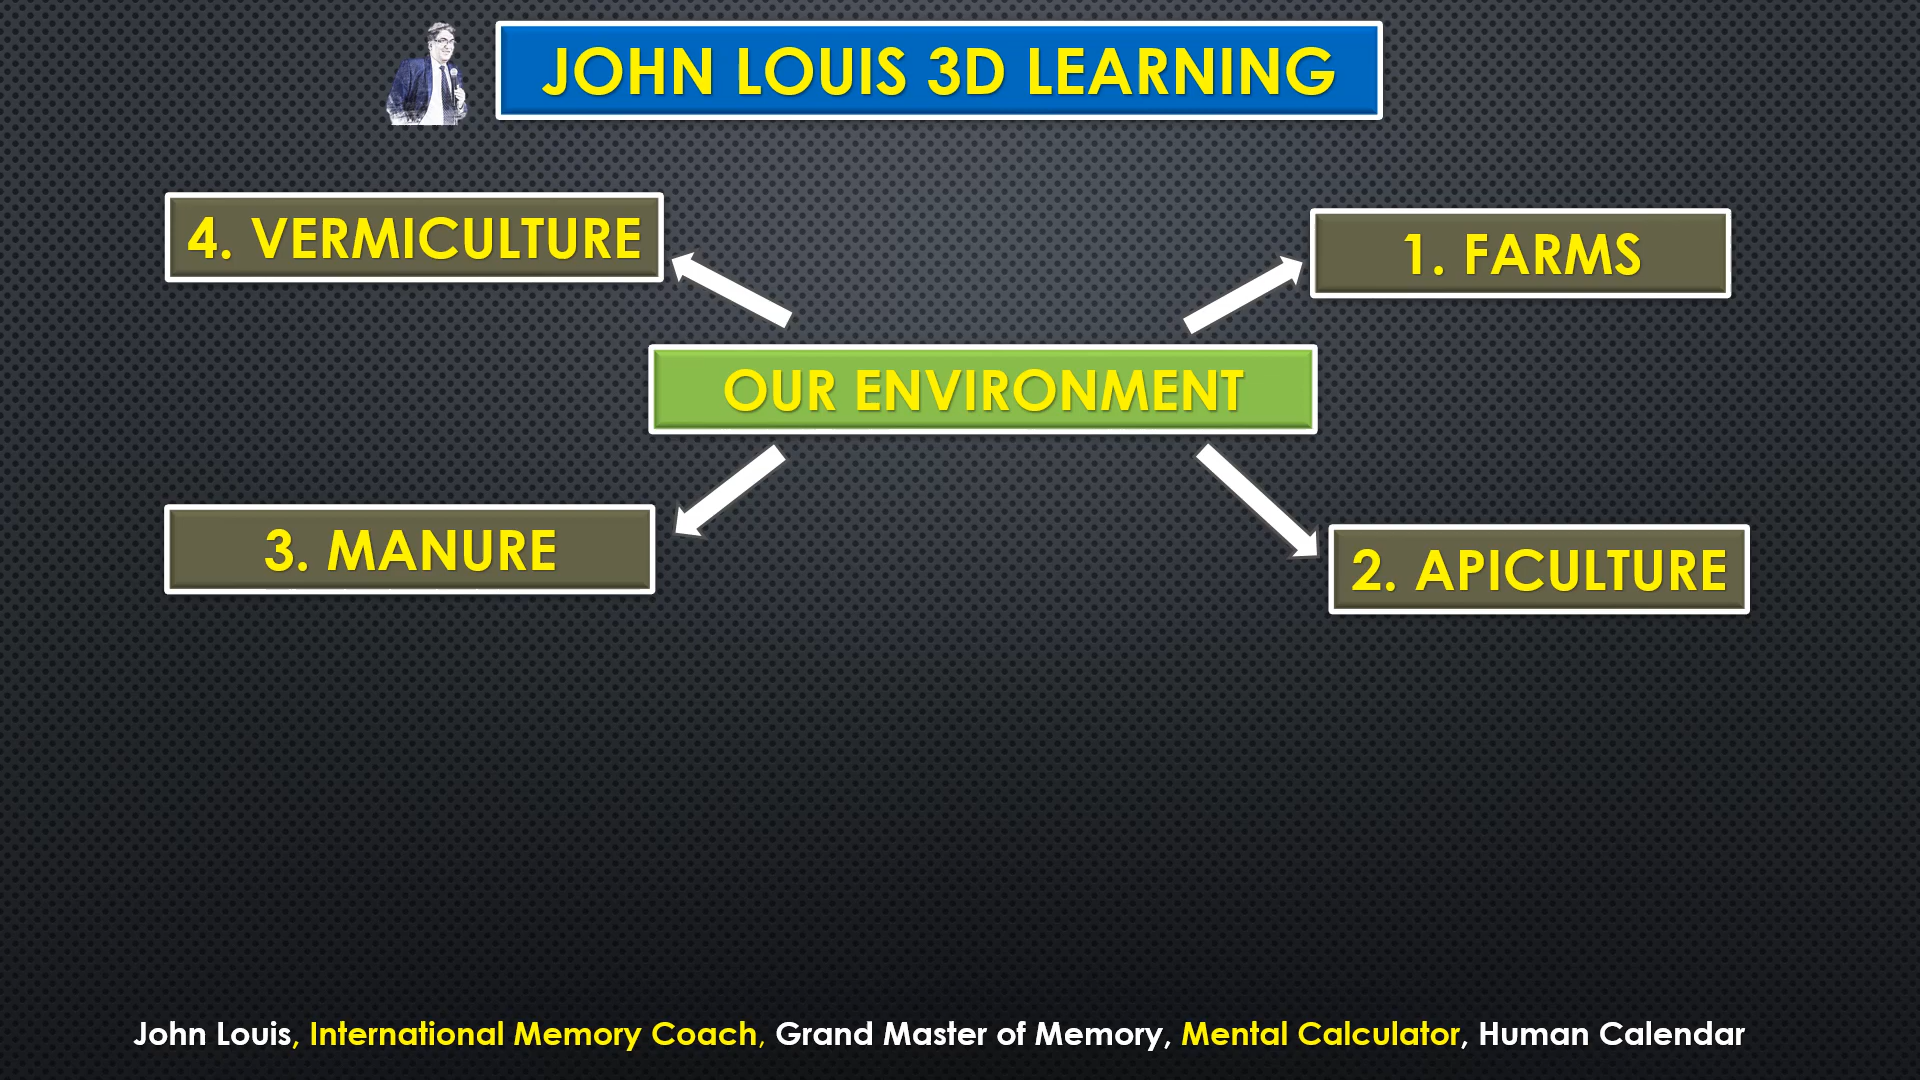 JOHN LOUIS 3D LEARNING
4. VERMICULTURE
1. FARMS
OUR ENVIRONMENT
3. MANURE
2. APICULTURE
John Louis, International Memory Coach, Grand Master of Memory, Mental Calculator, Human Calendar